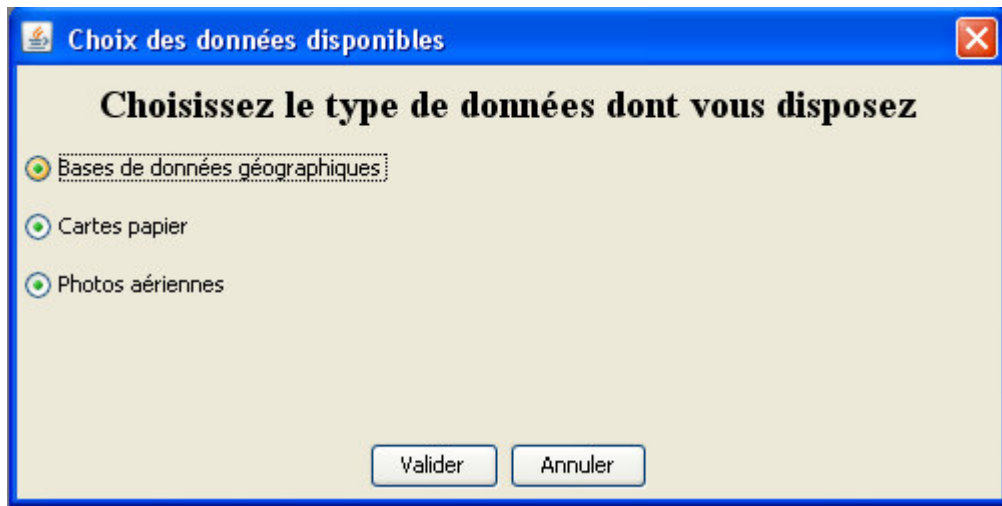 Choix des données disponibles
Choisissez le type de données dont vous disposez
Bases de données géographiques
Cartes papier
Photos aériennes
Valider Annuler